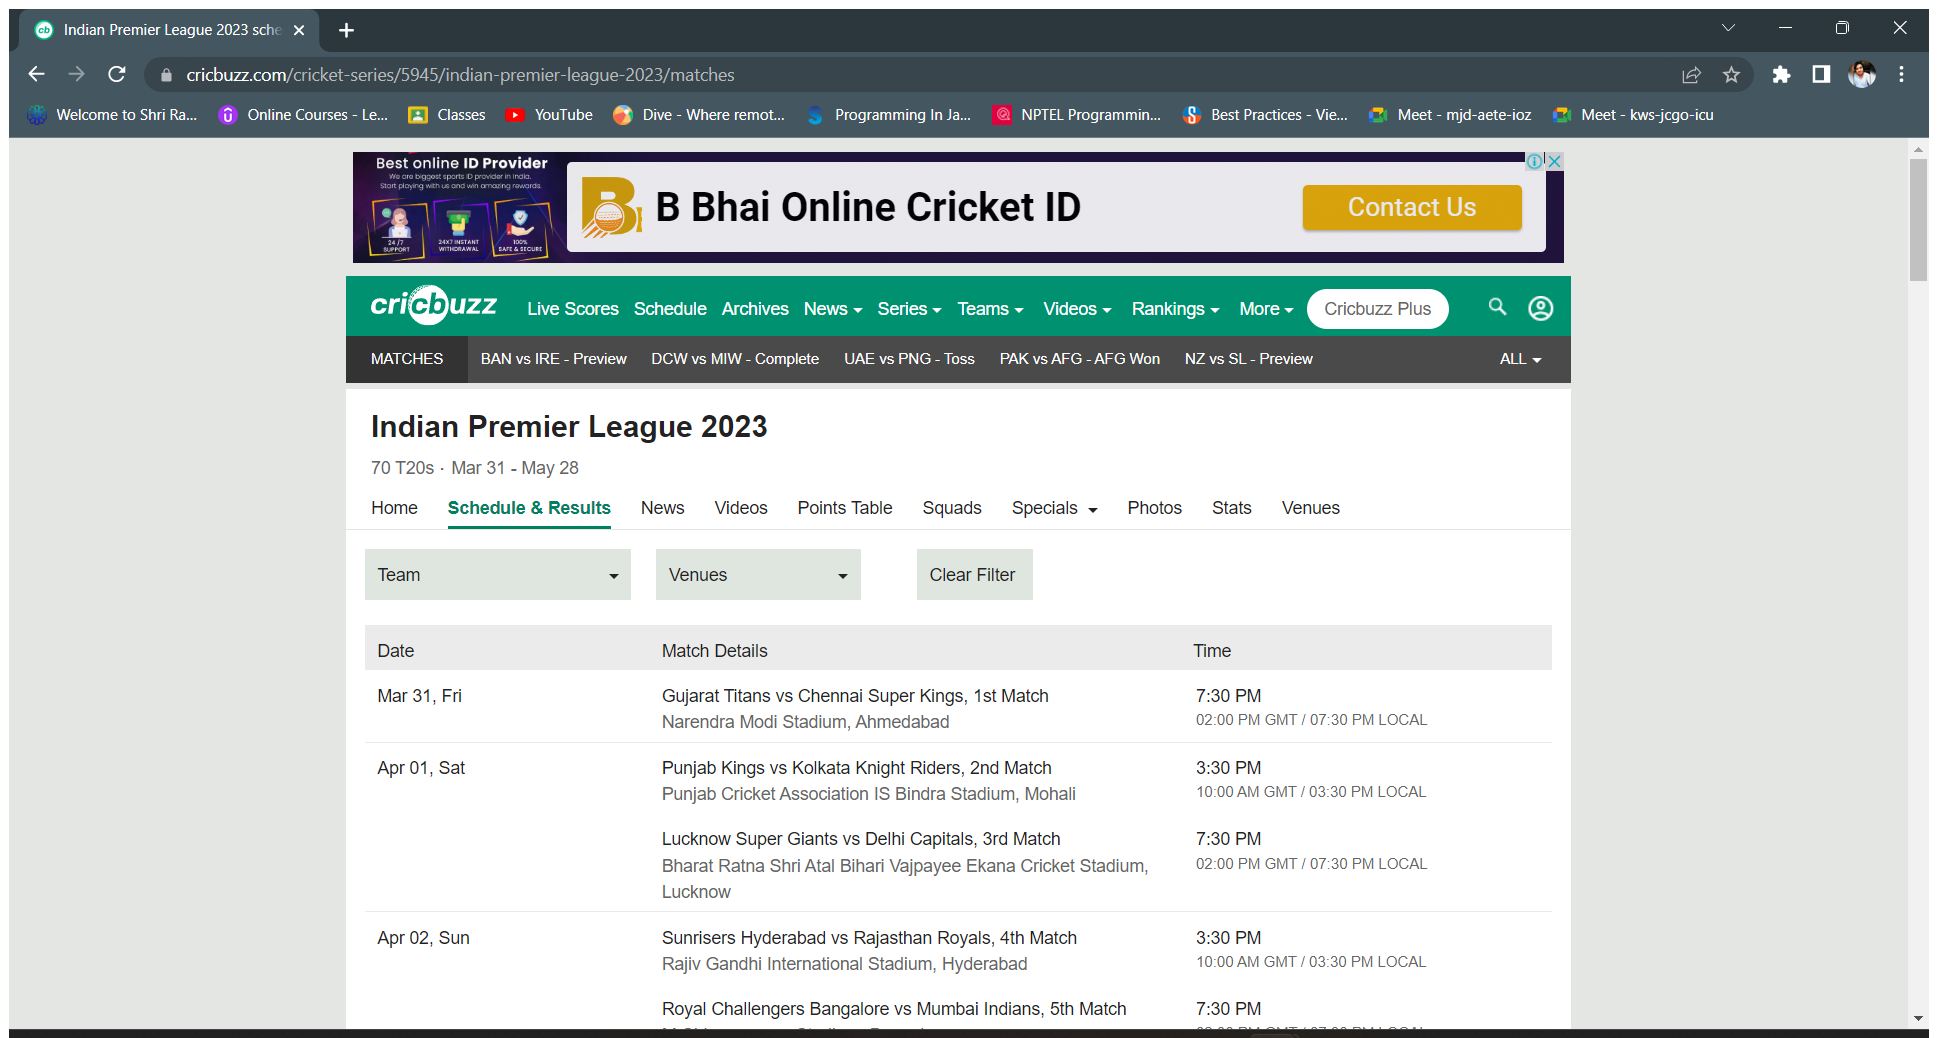 Indian Premier League 2023 sche
cricbuzz.com/cricket-series/5945/indian-premier-league-2023/matches
Welcome to Shri Ra... Online Courses - Le... Classes YouTube Dive - Where remot... Programming In Ja... NPTEL Programmin... Best Practices - Vie... Meet - mjd-aete-ioz Meet - kws-jcgo-icu
Best online ID Provider
We are biggest sports ID provider in India.
Start playing with us and win amazing rewards.
24 /7 SUPPORT
24X7 INSTANT WITHDRAWAL
100% SAFE & SECURE
B Bhai Online Cricket ID
Contact Us
cricbuzz Live Scores Schedule Archives News Series Teams Videos Rankings More Cricbuzz Plus
MATCHES BAN vs IRE - Preview DCW vs MIW - Complete UAE vs PNG - Toss PAK vs AFG - AFG Won NZ vs SL - Preview ALL
Indian Premier League 2023
70 T20s · Mar 31 - May 28
Home Schedule & Results News Videos Points Table Squads Specials Photos Stats Venues
Team Venues Clear Filter
Date Match Details Time
Mar 31, Fri Gujarat Titans vs Chennai Super Kings, 1st Match 7:30 PM
Narendra Modi Stadium, Ahmedabad 02:00 PM GMT / 07:30 PM LOCAL
Apr 01, Sat Punjab Kings vs Kolkata Knight Riders, 2nd Match 3:30 PM
Punjab Cricket Association IS Bindra Stadium, Mohali 10:00 AM GMT / 03:30 PM LOCAL
Lucknow Super Giants vs Delhi Capitals, 3rd Match 7:30 PM
Bharat Ratna Shri Atal Bihari Vajpayee Ekana Cricket Stadium, 02:00 PM GMT / 07:30 PM LOCAL
Lucknow
Apr 02, Sun Sunrisers Hyderabad vs Rajasthan Royals, 4th Match 3:30 PM
Rajiv Gandhi International Stadium, Hyderabad 10:00 AM GMT / 03:30 PM LOCAL
Royal Challengers Bangalore vs Mumbai Indians, 5th Match 7:30 PM